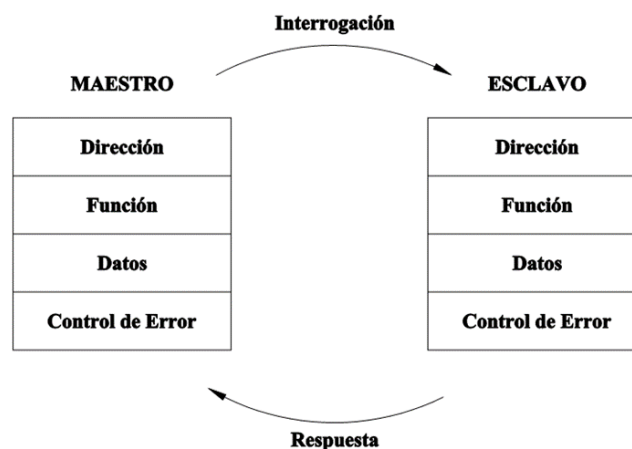 Interrogación
MAESTRO
ESCLAVO
Dirección
Dirección
Función
Función
Datos
Datos
Control de Error
Control de Error
Respuesta